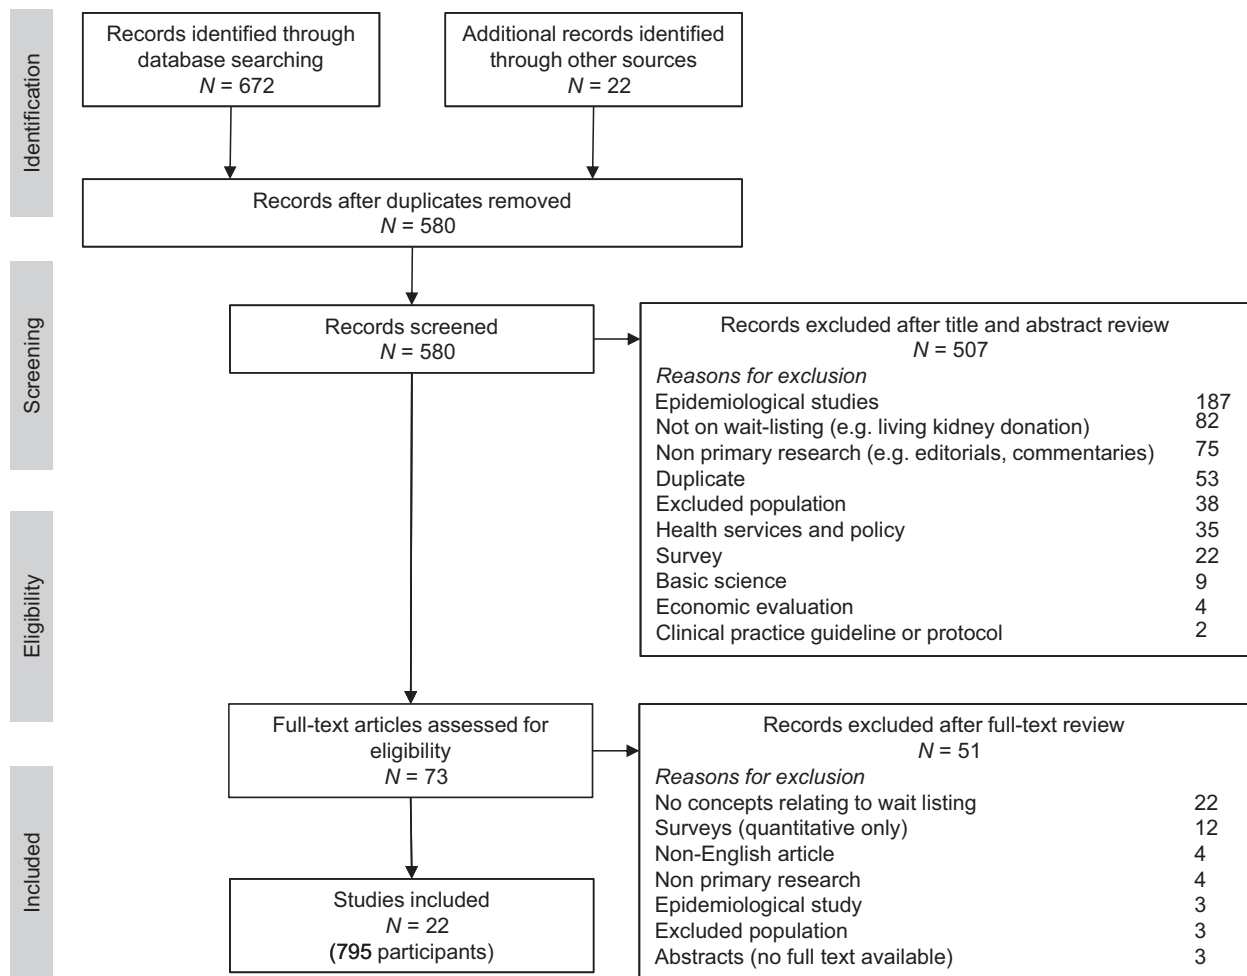 Identification
Records identified through
database searching
N = 672
Additional records identified
through other sources
N = 22
Records after duplicates removed
N = 580
Screening
Records screened
N = 580
Records excluded after title and abstract review
N = 507
Reasons for exclusion
Epidemiological studies 187
Not on wait-listing (e.g. living kidney donation) 82
Non primary research (e.g. editorials, commentaries) 75
Duplicate 53
Excluded population 38
Health services and policy 35
Survey 22
Basic science 9
Economic evaluation 4
Clinical practice guideline or protocol 2
Eligibility
Full-text articles assessed for
eligibility
N = 73
Records excluded after full-text review
N = 51
Reasons for exclusion
No concepts relating to wait listing 22
Surveys (quantitative only) 12
Non-English article 4
Non primary research 4
Epidemiological study 3
Excluded population 3
Abstracts (no full text available) 3
Included
Studies included
N = 22
(795 participants)